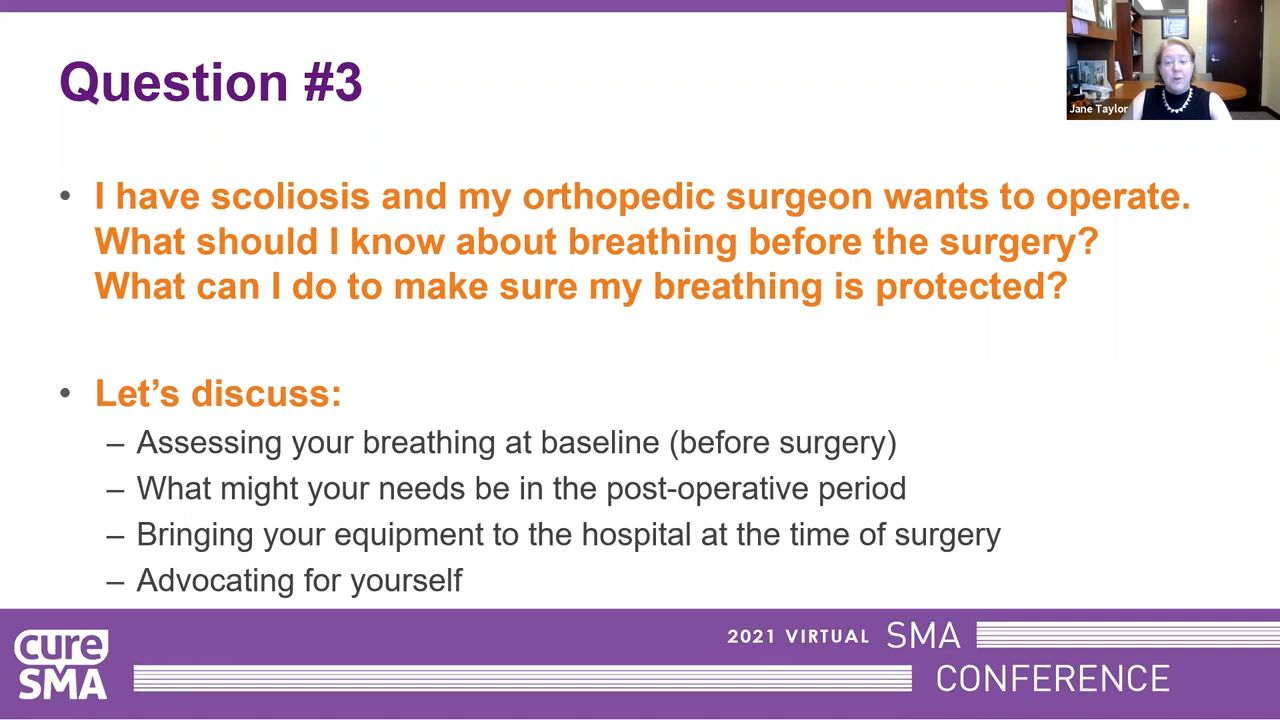 Question #3
Jane Taylor
• I have scoliosis and my orthopedic surgeon wants to operate.
What should I know about breathing before the surgery?
What can I do to make sure my breathing is protected?
• Let’s discuss:
– Assessing your breathing at baseline (before surgery)
– What might your needs be in the post-operative period
– Bringing your equipment to the hospital at the time of surgery
– Advocating for yourself
cure
SMA
2021 VIRTUAL SMA
CONFERENCE